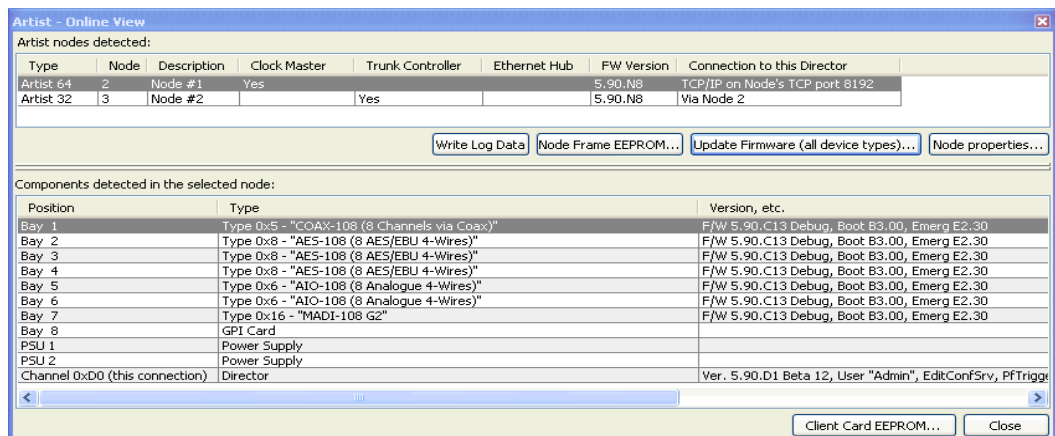 Artist - Online View
Artist nodes detected:
Type Node Description Clock Master Trunk Controller Ethernet Hub FW Version Connection to this Director
Artist 64 2 Node #1 Yes 5.90.N8 TCP/IP on Node's TCP port 8192
Artist 32 3 Node #2 Yes 5.90.N8 Via Node 2
Write Log Data Node Frame EEPROM... Update Firmware (all device types)... Node properties...
Components detected in the selected node:
Position Type Version, etc.
Bay 1 Type 0x5 - "COAX-108 (8 Channels via Coax)" F/W 5.90.C13 Debug, Boot B3.00, Emerg E2.30
Bay 2 Type 0x8 - "AES-108 (8 AES/EBU 4-Wires)" F/W 5.90.C13 Debug, Boot B3.00, Emerg E2.30
Bay 3 Type 0x8 - "AES-108 (8 AES/EBU 4-Wires)" F/W 5.90.C13 Debug, Boot B3.00, Emerg E2.30
Bay 4 Type 0x8 - "AES-108 (8 AES/EBU 4-Wires)" F/W 5.90.C13 Debug, Boot B3.00, Emerg E2.30
Bay 5 Type 0x6 - "AIO-108 (8 Analogue 4-Wires)" F/W 5.90.C13 Debug, Boot B3.00, Emerg E2.30
Bay 6 Type 0x6 - "AIO-108 (8 Analogue 4-Wires)" F/W 5.90.C13 Debug, Boot B3.00, Emerg E2.30
Bay 7 Type 0x16 - "MADI-108 G2" F/W 5.90.C13 Debug, Boot B3.00, Emerg E2.30
Bay 8 GPI Card
PSU 1 Power Supply
PSU 2 Power Supply
Channel 0xD0 (this connection) Director Ver. 5.90.D1 Beta 12, User "Admin", EditConfSrv, PfTrigge
Client Card EEPROM... Close